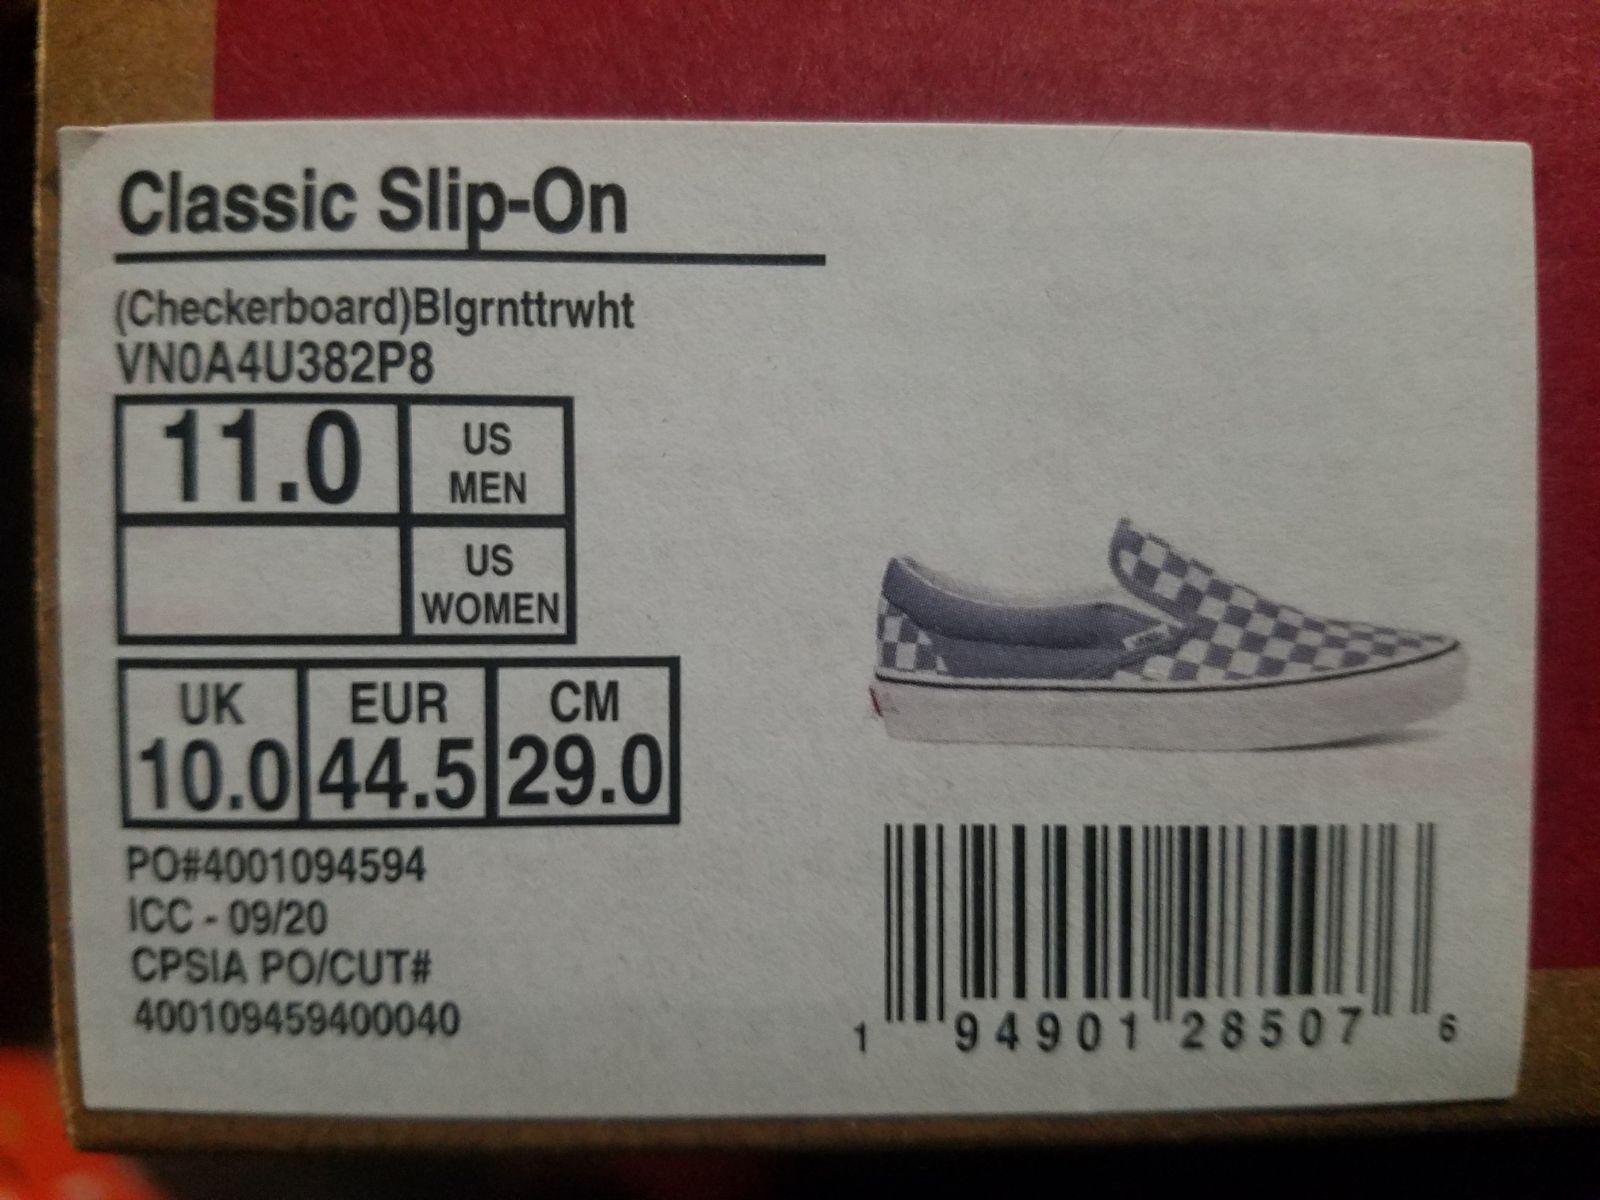 Classic Slip-On
(Checkerboard)Blgrnttrwht
VN0A4U382P8
11.0 US MEN
US WOMEN
UK EUR CM
10.0 44.5 29.0
PO#4001094594
ICC - 09/20
CPSIA PO/CUT#
400109459400040
1 94901 28507 6